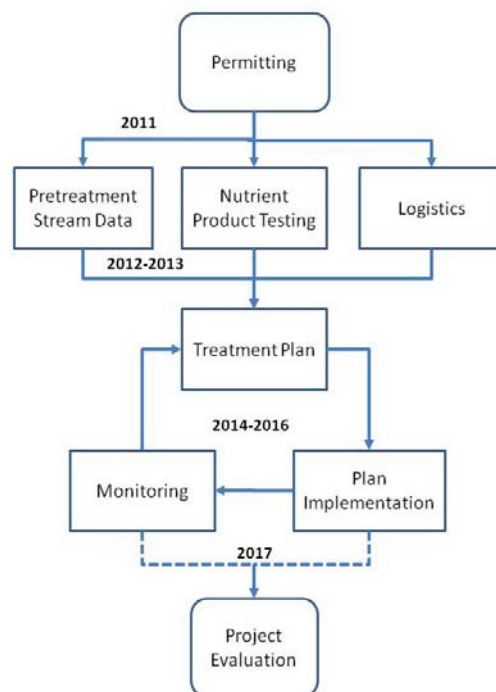 Permitting
2011
Pretreatment
Stream Data
Nutrient
Product Testing
Logistics
2012-2013
Treatment Plan
2014-2016
Monitoring
Plan
Implementation
2017
Project
Evaluation